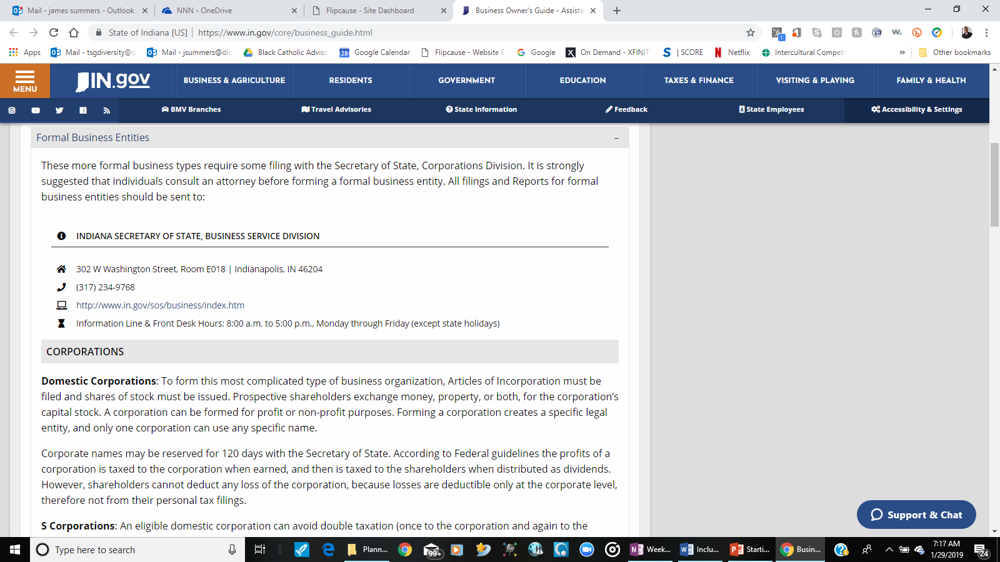 Mail - james summers - Outlook
NNN - OneDrive
Flipcause - Site Dashboard
Business Owner's Guide - Assista
State of Indiana [US]
https://www.in.gov/core/business_guide.html
Apps
Mail - tsgdiversity@o
Mail - jsummers@dic
Black Catholic Adviso
28
Google Calendar
Flipcause - Website E
Google
On Demand - XFINIT
| SCORE
Netflix
Intercultural Compet
»
Other bookmarks
MENU
IN.gov
BUSINESS & AGRICULTURE
RESIDENTS
GOVERNMENT
EDUCATION
TAXES & FINANCE
VISITING & PLAYING
FAMILY & HEALTH
BMV Branches
Travel Advisories
State Information
Feedback
State Employees
Accessibility & Settings
Formal Business Entities
These more formal business types require some filing with the Secretary of State, Corporations Division. It is strongly
suggested that individuals consult an attorney before forming a formal business entity. All filings and Reports for formal
business entities should be sent to:
INDIANA SECRETARY OF STATE, BUSINESS SERVICE DIVISION
302 W Washington Street, Room E018 | Indianapolis, IN 46204
(317) 234-9768
http://www.in.gov/sos/business/index.htm
Information Line & Front Desk Hours: 8:00 a.m. to 5:00 p.m., Monday through Friday (except state holidays)
CORPORATIONS
Domestic Corporations: To form this most complicated type of business organization, Articles of Incorporation must be
filed and shares of stock must be issued. Prospective shareholders exchange money, property, or both, for the corporation's
capital stock. A corporation can be formed for profit or non-profit purposes. Forming a corporation creates a specific legal
entity, and only one corporation can use any specific name.
Corporate names may be reserved for 120 days with the Secretary of State. According to Federal guidelines the profits of a
corporation is taxed to the corporation when earned, and then is taxed to the shareholders when distributed as dividends.
However, shareholders cannot deduct any loss of the corporation, because losses are deductible only at the corporate level,
therefore not from their personal tax filings.
S Corporations: An eligible domestic corporation can avoid double taxation (once to the corporation and again to the
Support & Chat
Type here to search
Plann...
99+
Week...
Inclu...
Starti...
Busin...
7:17 AM
1/29/2019
24